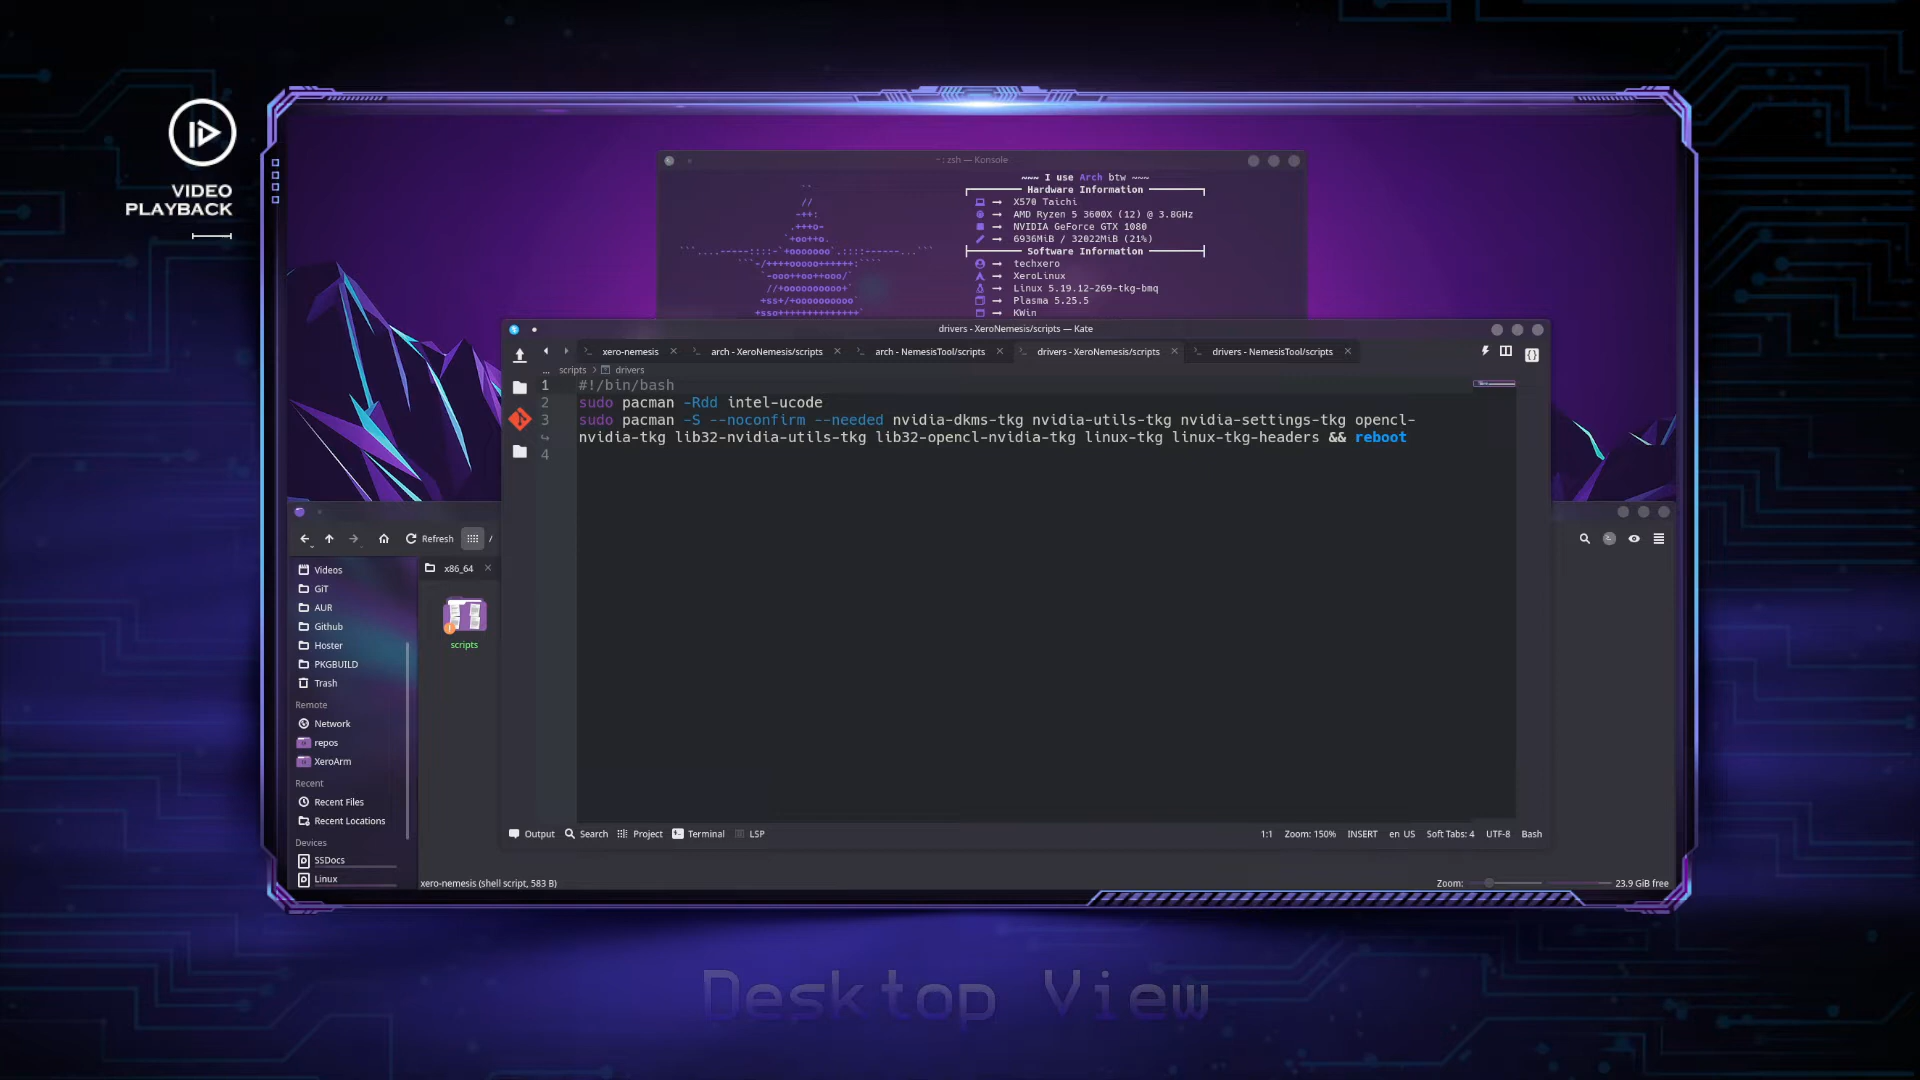 VIDEO
PLAYBACK
~ : zsh — Konsole
~~~ I use Arch btw ~~~
Hardware Information
X570 Taichi
AMD Ryzen 5 3600X (12) @ 3.8GHz
NVIDIA GeForce GTX 1080
6936MiB / 32022MiB (21%)
Software Information
techxero
XeroLinux
Linux 5.19.12-269-tkg-bmq
Plasma 5.25.5
KWin
drivers - XeroNemesis/scripts — Kate
xero-nemesis
arch - XeroNemesis/scripts
arch - NemesisTool/scripts
drivers - XeroNemesis/scripts
drivers - NemesisTool/scripts
... scripts > drivers
1 #!/bin/bash
2 sudo pacman -Rdd intel-ucode
3 sudo pacman -S --noconfirm --needed nvidia-dkms-tkg nvidia-utils-tkg nvidia-settings-tkg opencl-
nvidia-tkg lib32-nvidia-utils-tkg lib32-opencl-nvidia-tkg linux-tkg linux-tkg-headers && reboot
4
Output Search Project Terminal LSP
1:1 Zoom: 150% INSERT en US Soft Tabs: 4 UTF-8 Bash
Refresh /
Videos
GiT
AUR
Github
Hoster
PKGBUILD
Trash
Remote
Network
repos
XeroArm
Recent
Recent Files
Recent Locations
Devices
SSDocs
Linux
x86_64
scripts
xero-nemesis (shell script, 583 B)
Zoom:
23.9 GiB free
Desktop View